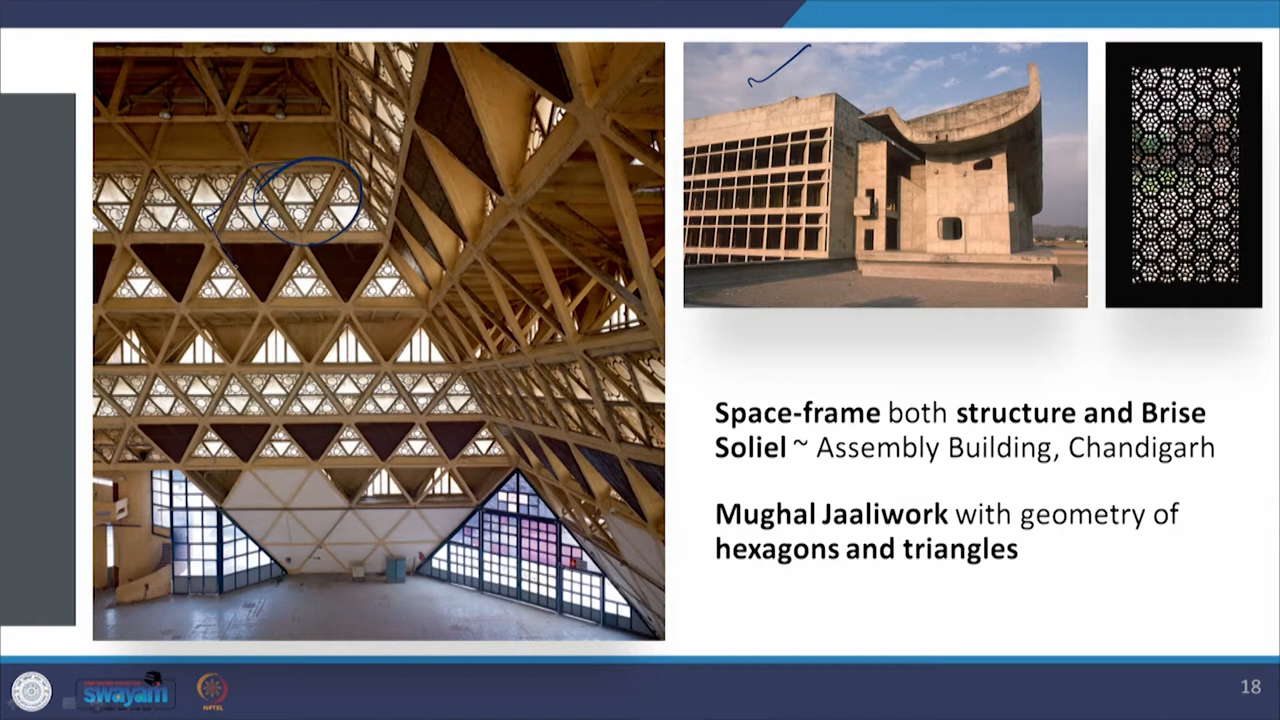 Space-frame both structure and Brise
Soliel ~ Assembly Building, Chandigarh
Mughal Jaaliwork with geometry of
hexagons and triangles
swayam
NPTEL
18